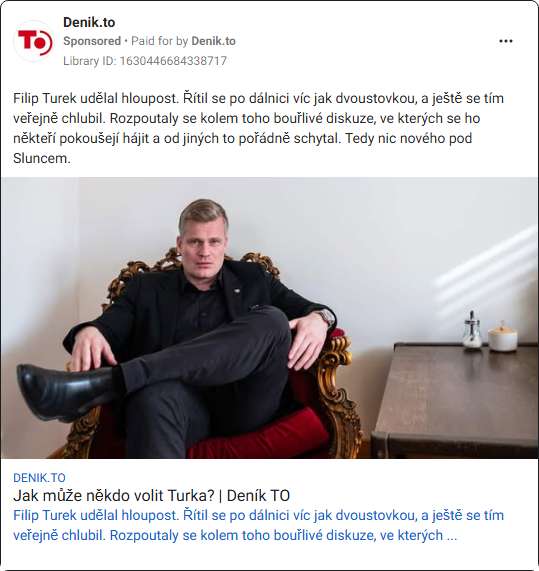 Denik.to
Sponsored • Paid for by Denik.to
Library ID: 1630446684338717
TO
Filip Turek udělal hloupost. Řítil se po dálnici víc jak dvoustovkou, a ještě se tím
veřejně chlubil. Rozpoutaly se kolem toho bouřlivé diskuze, ve kterých se ho
někteří pokoušejí hájit a od jiných to pořádně schytal. Tedy nic nového pod
Sluncem.
DENIK.TO
Jak může někdo volit Turka? | Deník TO
Filip Turek udělal hloupost. Řítil se po dálnici víc jak dvoustovkou, a ještě se tím
veřejně chlubil. Rozpoutaly se kolem toho bouřlivé diskuze, ve kterých ...